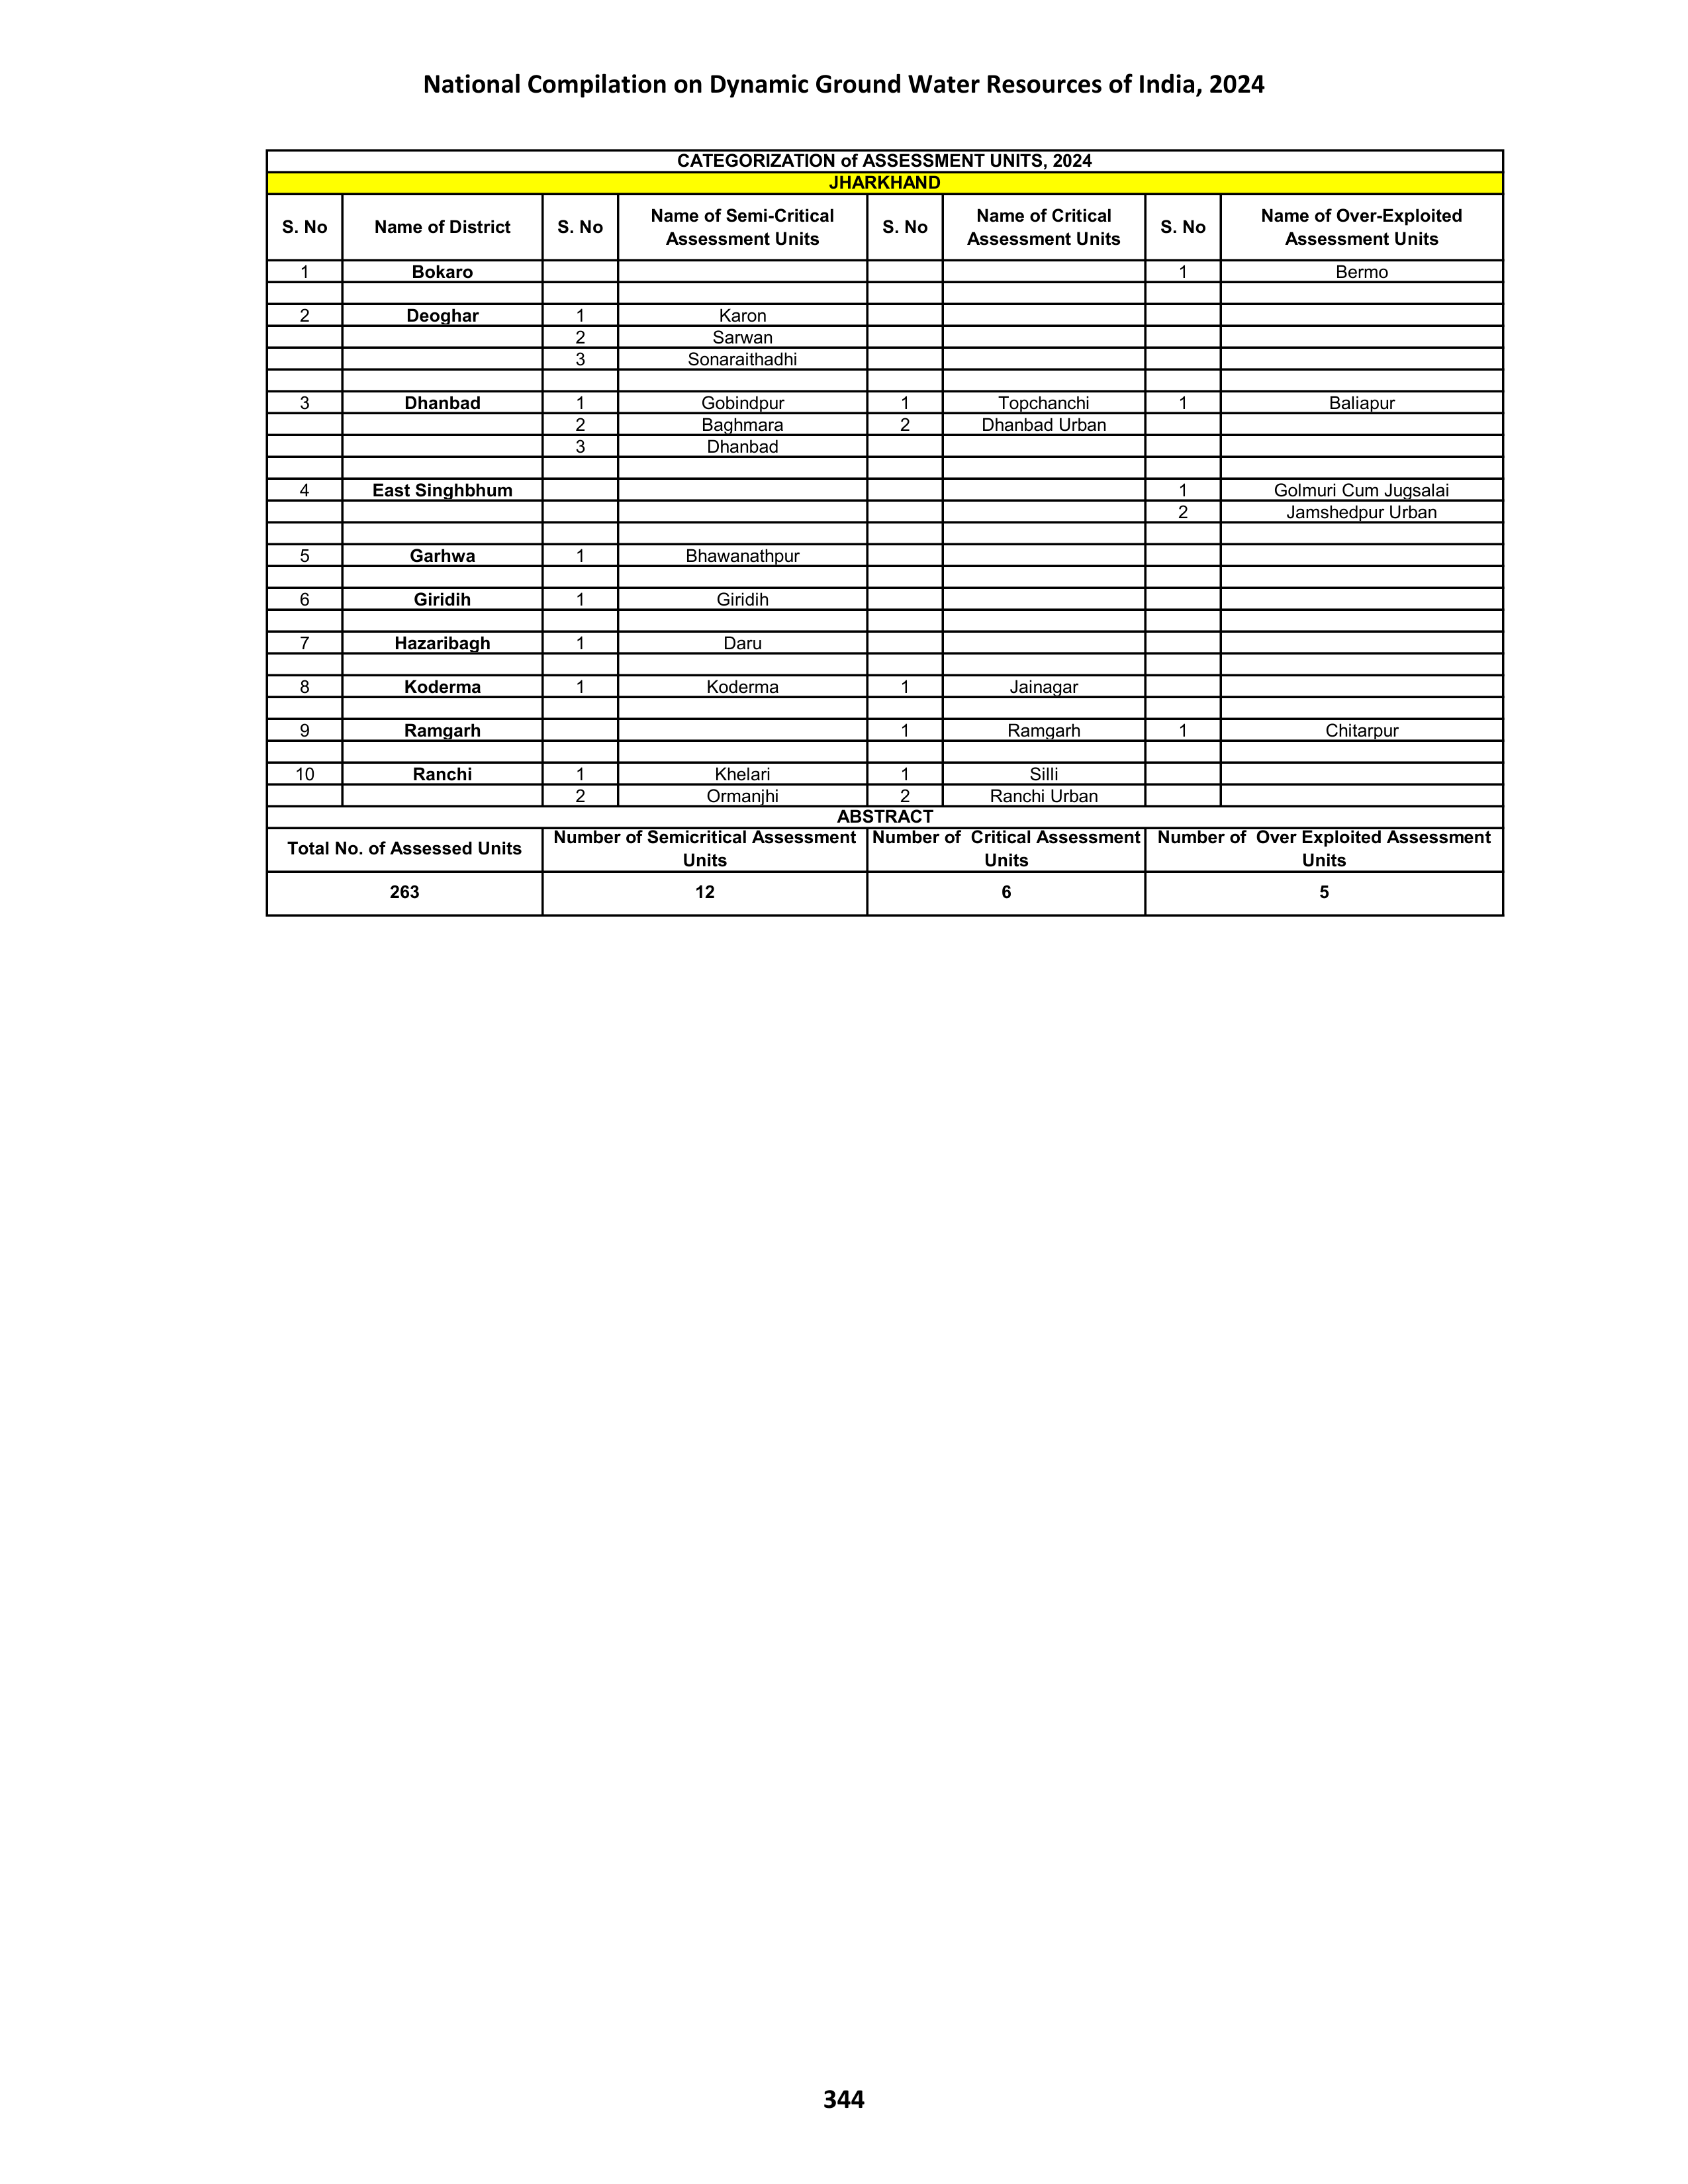 National Compilation on Dynamic Ground Water Resources of India, 2024
CATEGORIZATION of ASSESSMENT UNITS, 2024
JHARKHAND
S. No Name of District S. No Name of Semi-Critical Assessment Units S. No Name of Critical Assessment Units S. No Name of Over-Exploited Assessment Units
1 Bokaro 1 Bermo
2 Deoghar 1 Karon
2 Sarwan
3 Sonaraithadhi
3 Dhanbad 1 Gobindpur 1 Topchanchi 1 Baliapur
2 Baghmara 2 Dhanbad Urban
3 Dhanbad
4 East Singhbhum 1 Golmuri Cum Jugsalai
2 Jamshedpur Urban
5 Garhwa 1 Bhawanathpur
6 Giridih 1 Giridih
7 Hazaribagh 1 Daru
8 Koderma 1 Koderma 1 Jainagar
9 Ramgarh 1 Ramgarh 1 Chitarpur
10 Ranchi 1 Khelari 1 Silli
2 Ormanjhi 2 Ranchi Urban
ABSTRACT
Total No. of Assessed Units Number of Semicritical Assessment Units Number of Critical Assessment Units Number of Over Exploited Assessment Units
263 12 6 5
344